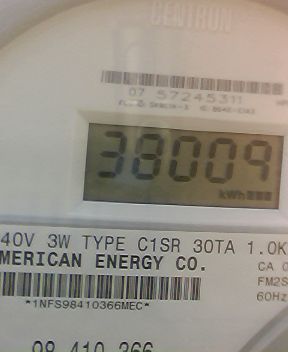 CENTRON
07 57245311
38009
kWh
40V 3W TYPE C1SR 30TA 1.0K
MERICAN ENERGY CO.
CA 0
FM2S
60Hz
*1NFS98410366MEC*
98 410 366